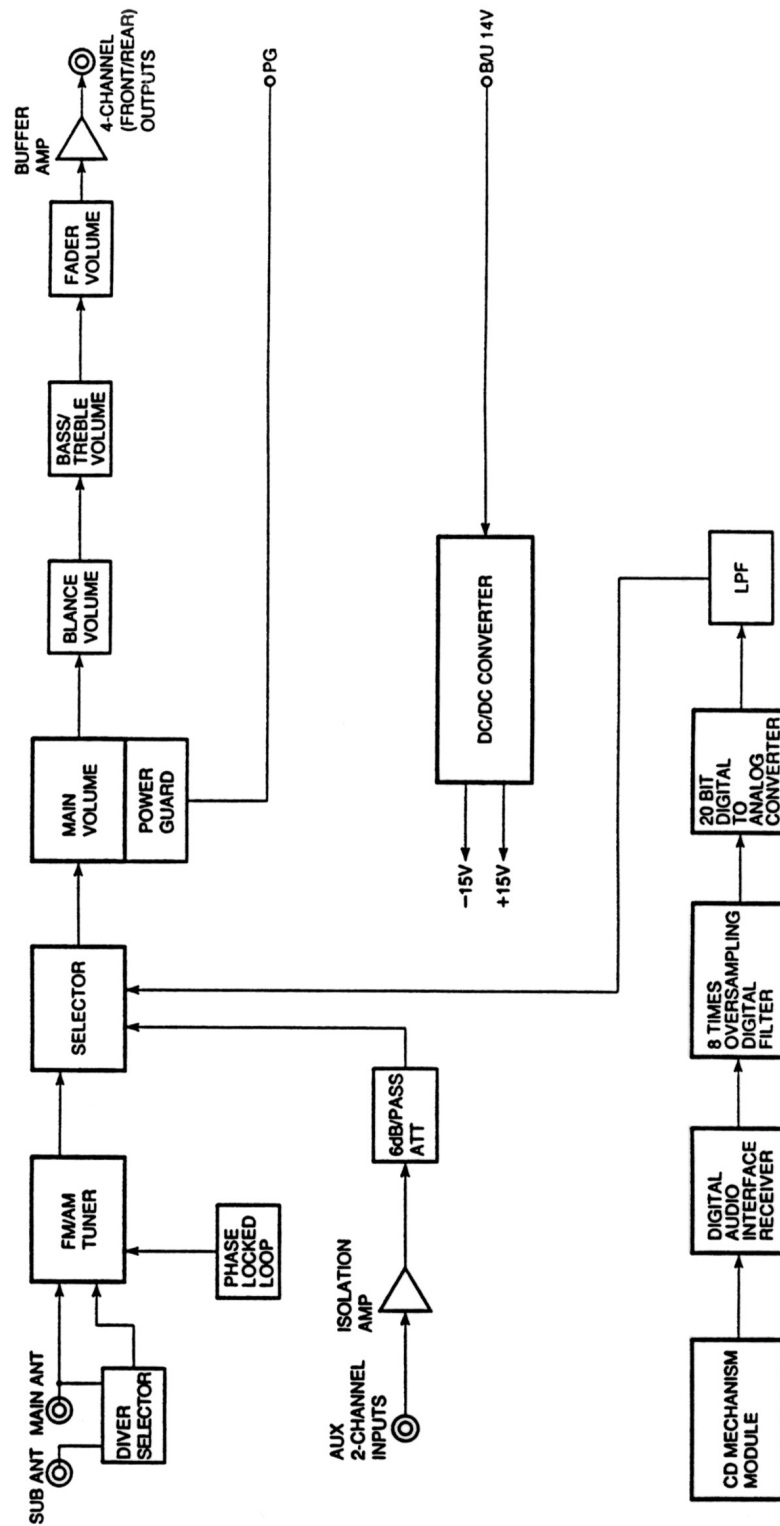 SUB ANT
MAIN ANT
DIVER
SELECTOR
FM/AM
TUNER
PHASE
LOCKED
LOOP
SELECTOR
MAIN
VOLUME
POWER
GUARD
BLANCE
VOLUME
BASS/
TREBLE
VOLUME
FADER
VOLUME
BUFFER
AMP
4-CHANNEL
(FRONT/REAR)
OUTPUTS
PG
AUX
2-CHANNEL
INPUTS
ISOLATION
AMP
6dB/PASS
ATT
–15V
+15V
DC/DC CONVERTER
B/U 14V
CD MECHANISM
MODULE
DIGITAL
AUDIO
INTERFACE
RECEIVER
8 TIMES
OVERSAMPLING
DIGITAL
FILTER
20 BIT
DIGITAL
TO
ANALOG
CONVERTER
LPF